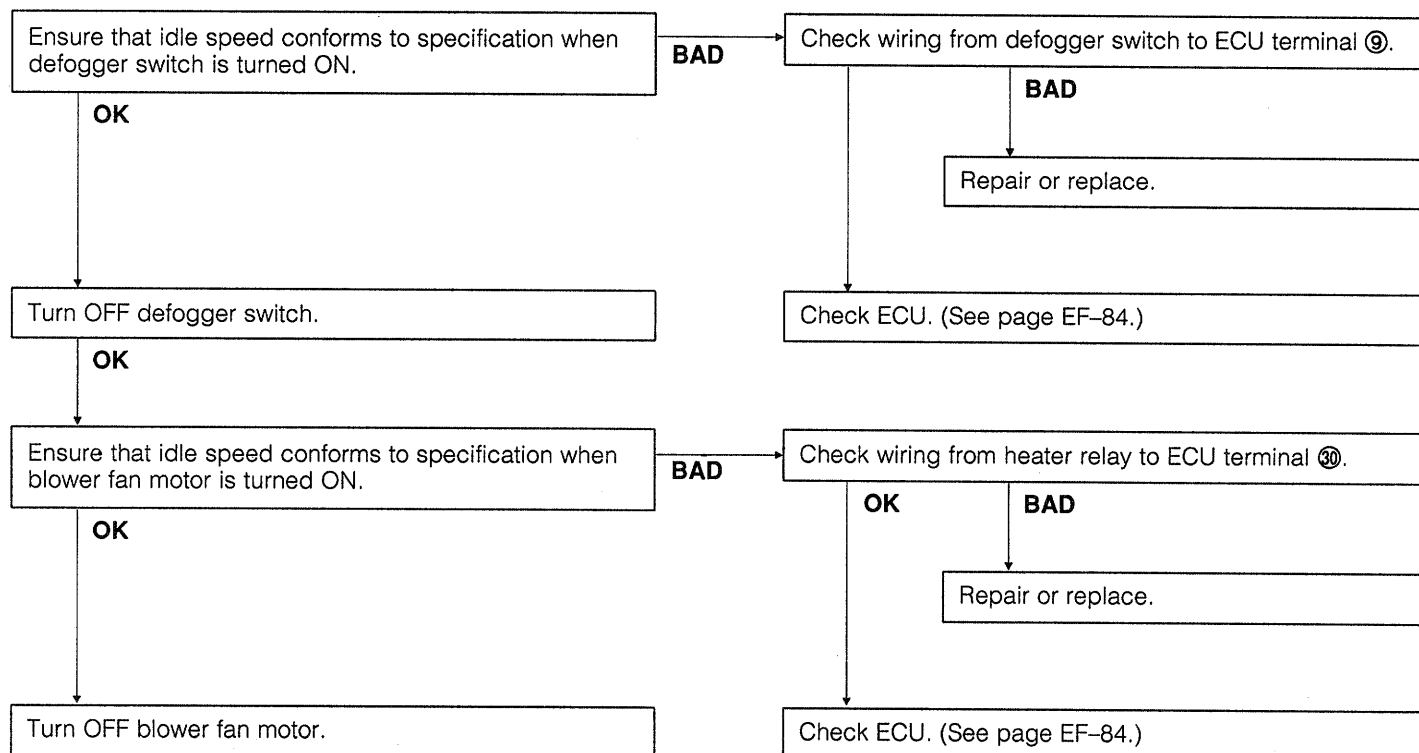 Ensure that idle speed conforms to specification when
defogger switch is turned ON.
BAD
Check wiring from defogger switch to ECU terminal ⑨.
OK
BAD
Repair or replace.
Turn OFF defogger switch.
Check ECU. (See page EF–84.)
OK
Ensure that idle speed conforms to specification when
blower fan motor is turned ON.
BAD
Check wiring from heater relay to ECU terminal ㉚.
OK
OK
BAD
Repair or replace.
Turn OFF blower fan motor.
Check ECU. (See page EF–84.)